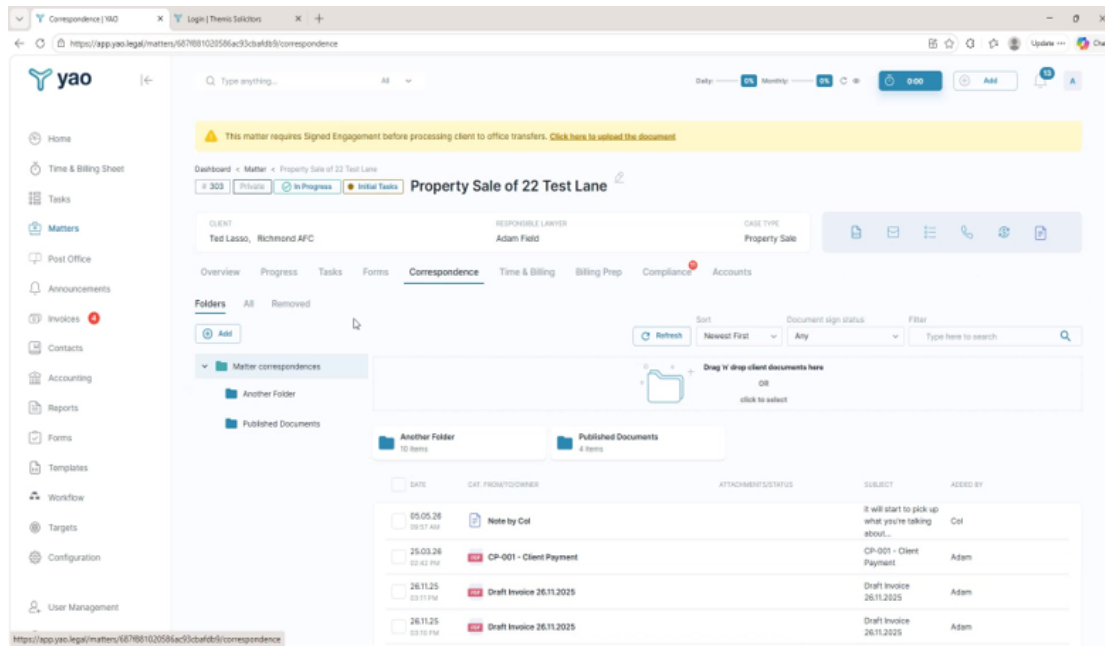 Correspondence | YAO
Login | Themis Solicitors
https://app.yao.legal/matters/687f881020586ac93cbafdb9/correspondence
Update
yao
Type anything...
All
Daily:
0%
Monthly:
0%
0:00
Add
13
A
This matter requires Signed Engagement before processing client to office transfers. Click here to upload the document
Dashboard < Matter < Property Sale of 22 Test Lane
# 303
Private
In Progress
Initial Tasks
Property Sale of 22 Test Lane
CLIENT
Ted Lasso, Richmond AFC
RESPONSIBLE LAWYER
Adam Field
CASE TYPE
Property Sale
Overview
Progress
Tasks
Forms
Correspondence
Time & Billing
Billing Prep
Compliance
Accounts
Folders
All
Removed
Add
Refresh
Sort
Newest First
Document sign status:
Any
Filter
Type here to search
Matter correspondences
Another Folder
Published Documents
Drag 'n' drop client documents here
OR
click to select
Another Folder
10 items
Published Documents
4 items
DATE
CAT. FROM/TO/OWNER
ATTACHMENTS/STATUS
SUBJECT
ADDED BY
05.05.26
09:57 AM
Note by Col
It will start to pick up
what you're talking
about...
Col
25.03.26
02:42 PM
CP-001 - Client Payment
CP-001 - Client
Payment
Adam
26.11.25
03:11 PM
Draft Invoice 26.11.2025
Draft Invoice
26.11.2025
Adam
26.11.25
03:10 PM
Draft Invoice 26.11.2025
Draft Invoice
26.11.2025
Adam
Home
Time & Billing Sheet
Tasks
Matters
Post Office
Announcements
Invoices
4
Contacts
Accounting
Reports
Forms
Templates
Workflow
Targets
Configuration
User Management
https://app.yao.legal/matters/687f881020586ac93cbafdb9/correspondence